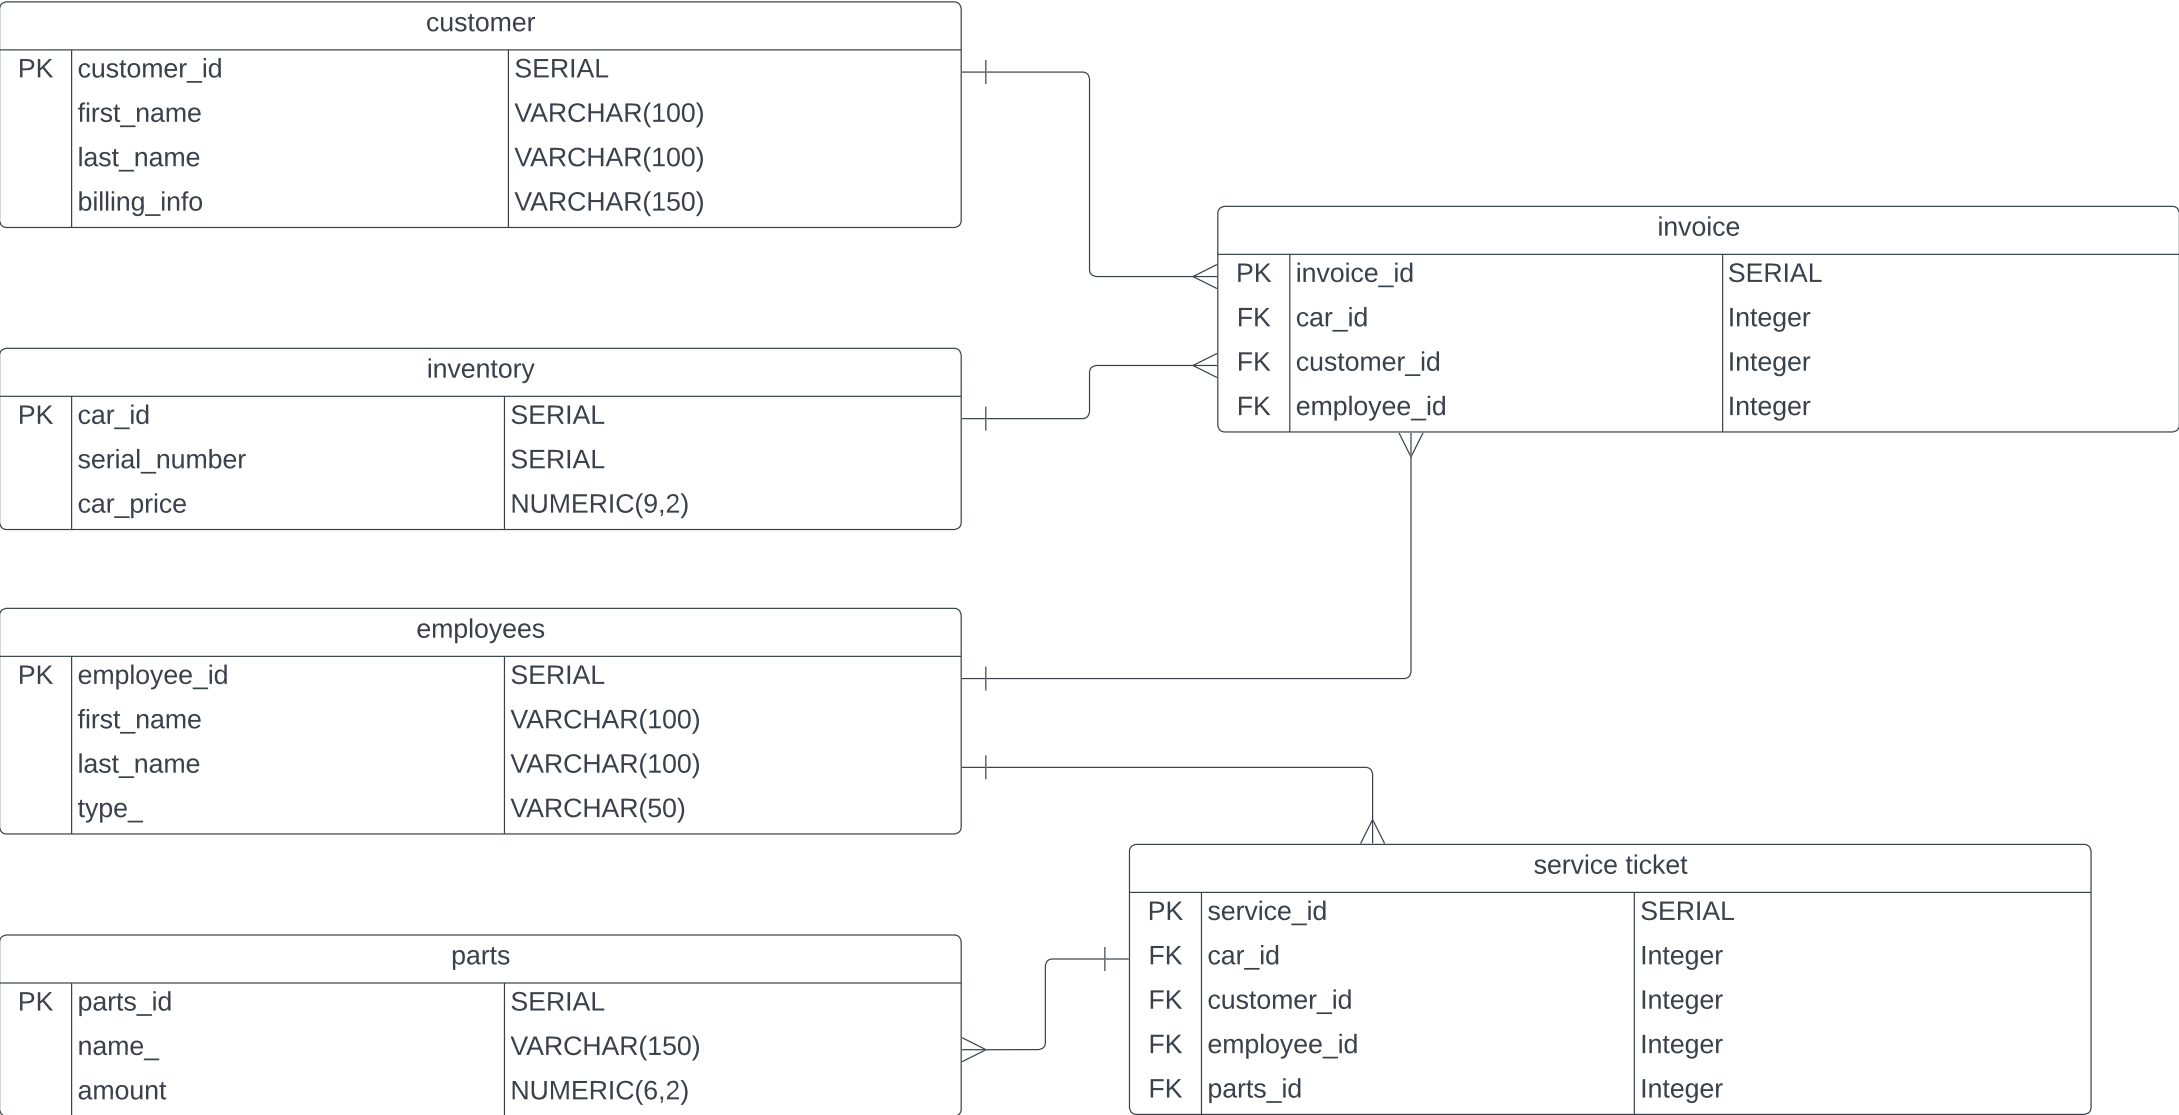 customer
PK customer_id SERIAL
first_name VARCHAR(100)
last_name VARCHAR(100)
billing_info VARCHAR(150)
invoice
PK invoice_id SERIAL
FK car_id Integer
FK customer_id Integer
FK employee_id Integer
inventory
PK car_id SERIAL
serial_number SERIAL
car_price NUMERIC(9,2)
employees
PK employee_id SERIAL
first_name VARCHAR(100)
last_name VARCHAR(100)
type_ VARCHAR(50)
service ticket
PK service_id SERIAL
FK car_id Integer
FK customer_id Integer
FK employee_id Integer
FK parts_id Integer
parts
PK parts_id SERIAL
name_ VARCHAR(150)
amount NUMERIC(6,2)